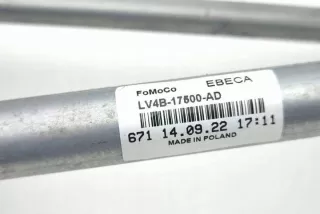 FoMoCo EBECA
LV4B-17500-AD
671 14.09.22 17:11
MADE IN POLAND